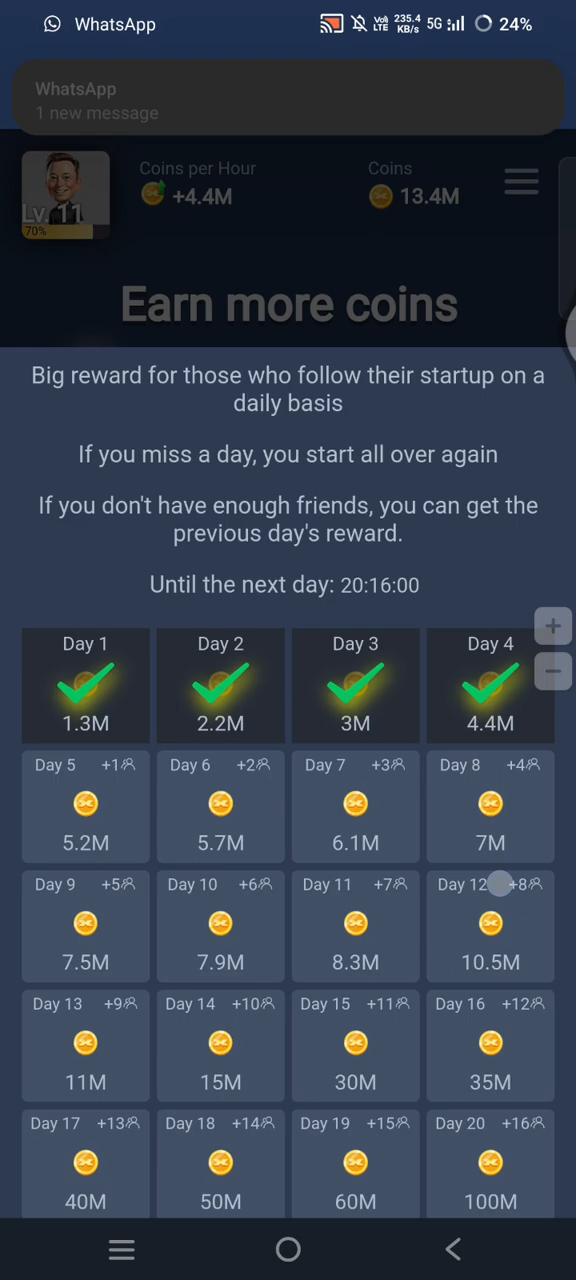 WhatsApp
Vo) LTE 235.4 KB/s 5G 24%
WhatsApp
1 new message
Coins per Hour
+4.4M
Coins
13.4M
Lv. 11
70%
Earn more coins
Big reward for those who follow their startup on a
daily basis
If you miss a day, you start all over again
If you don't have enough friends, you can get the
previous day's reward.
Until the next day: 20:16:00
Day 1 Day 2 Day 3 Day 4
1.3M 2.2M 3M 4.4M
Day 5 +1 Day 6 +2 Day 7 +3 Day 8 +4
5.2M 5.7M 6.1M 7M
Day 9 +5 Day 10 +6 Day 11 +7 Day 12 +8
7.5M 7.9M 8.3M 10.5M
Day 13 +9 Day 14 +10 Day 15 +11 Day 16 +12
11M 15M 30M 35M
Day 17 +13 Day 18 +14 Day 19 +15 Day 20 +16
40M 50M 60M 100M